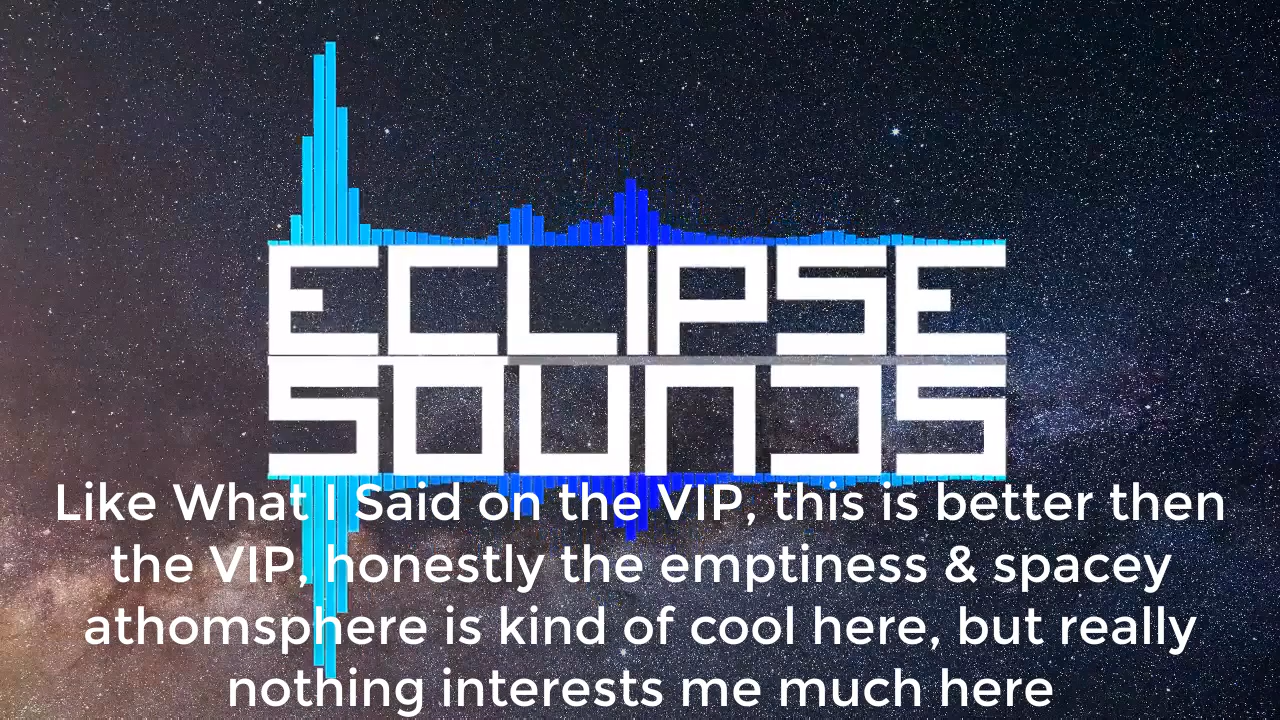 ECLIPSE
SOUNDS
Like What I Said on the VIP, this is better then
the VIP, honestly the emptiness & spacey
athomsphere is kind of cool here, but really
nothing interests me much here